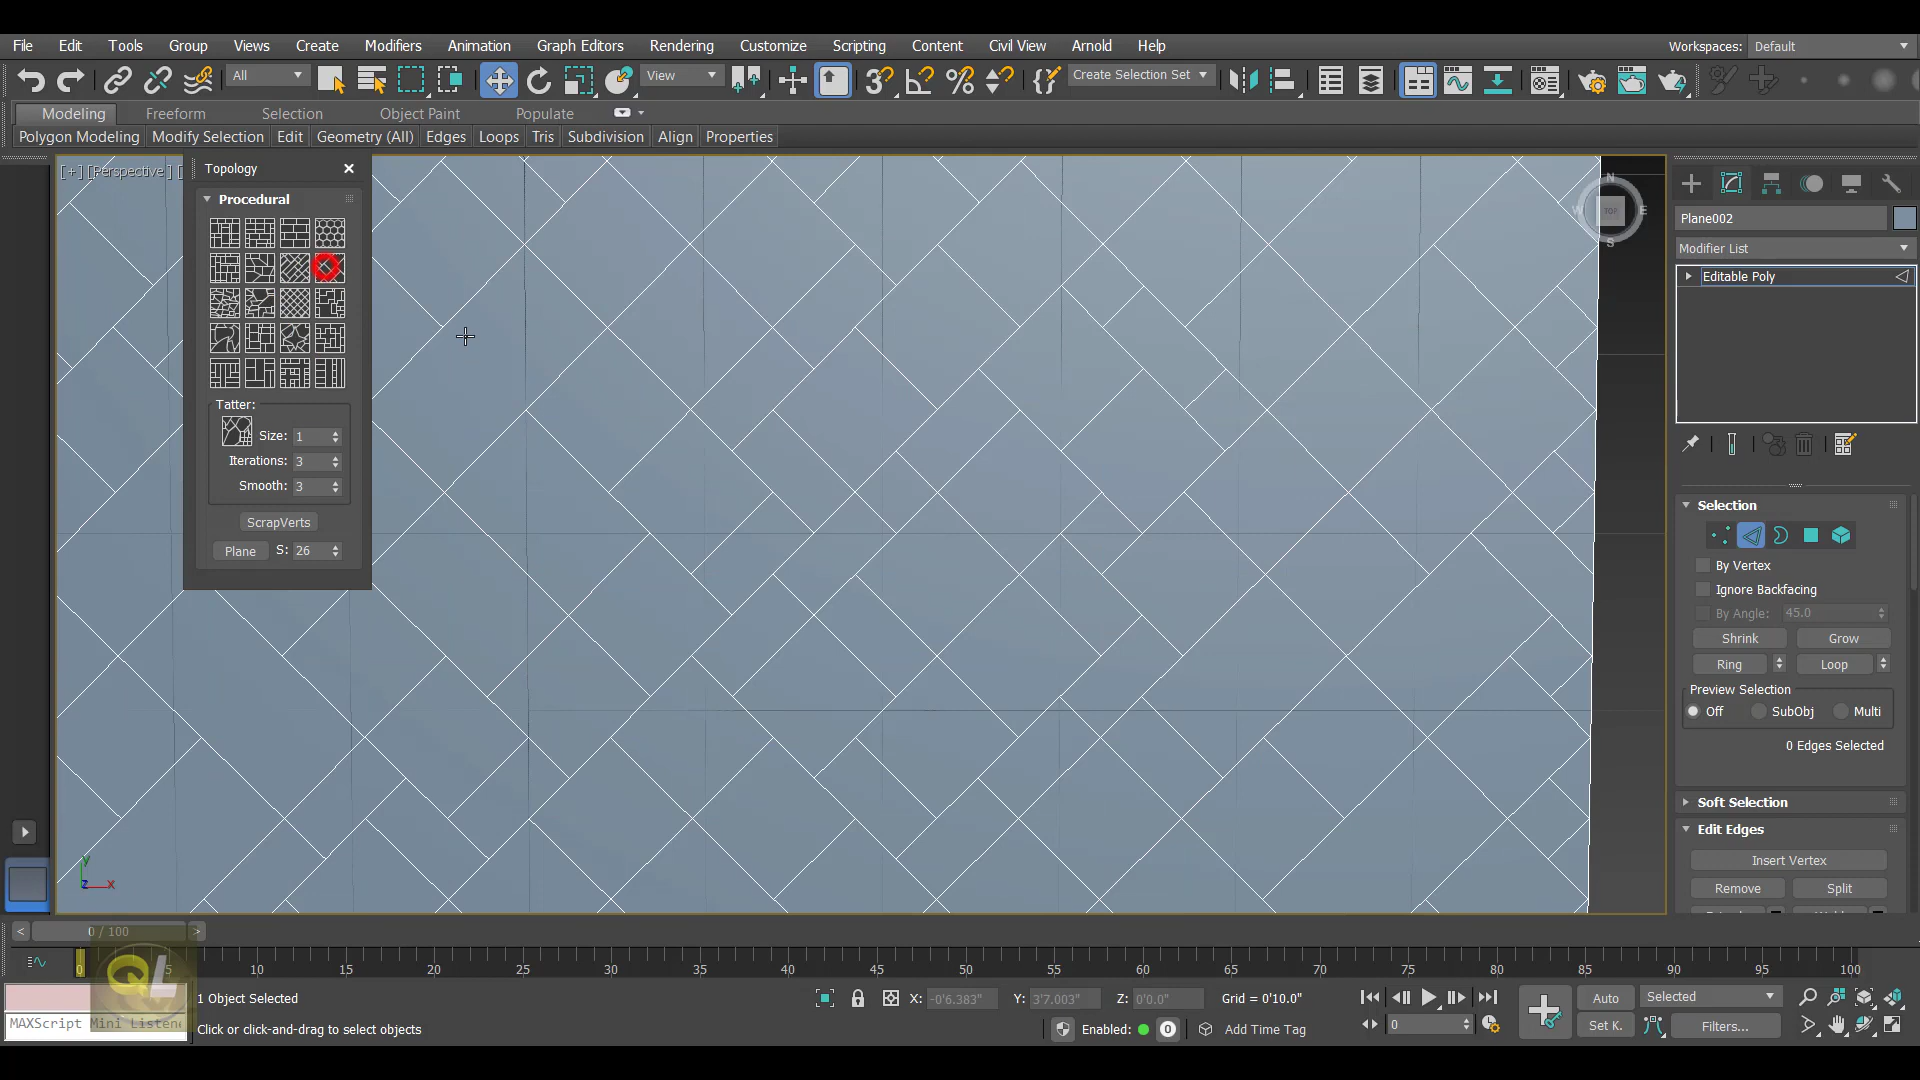 File Edit Tools Group Views Create Modifiers Animation Graph Editors Rendering Customize Scripting Content Civil View Arnold Help Workspaces: Default
All View Create Selection Set
Modeling Freeform Selection Object Paint Populate
Polygon Modeling Modify Selection Edit Geometry (All) Edges Loops Tris Subdivision Align Properties
[+] [Perspective] [
Topology
Procedural
Tatter:
Size: 1
Iterations: 3
Smooth: 3
ScrapVerts
Plane S: 26
N
W TOP E
S
Plane002
Modifier List
Editable Poly
Selection
By Vertex
Ignore Backfacing
By Angle: 45.0
Shrink Grow
Ring Loop
Preview Selection
Off SubObj Multi
0 Edges Selected
Soft Selection
Edit Edges
Insert Vertex
Remove Split
y
z x
< 0 / 100 >
0 5 10 15 20 25 30 35 40 45 50 55 60 65 70 75 80 85 90 95 100
QL
1 Object Selected X: -0'6.383" Y: 3'7.003" Z: 0'0.0" Grid = 0'10.0" Auto Selected
MAXScript Mini Listene Click or click-and-drag to select objects Enabled: 0 Add Time Tag 0 Set K. Filters...